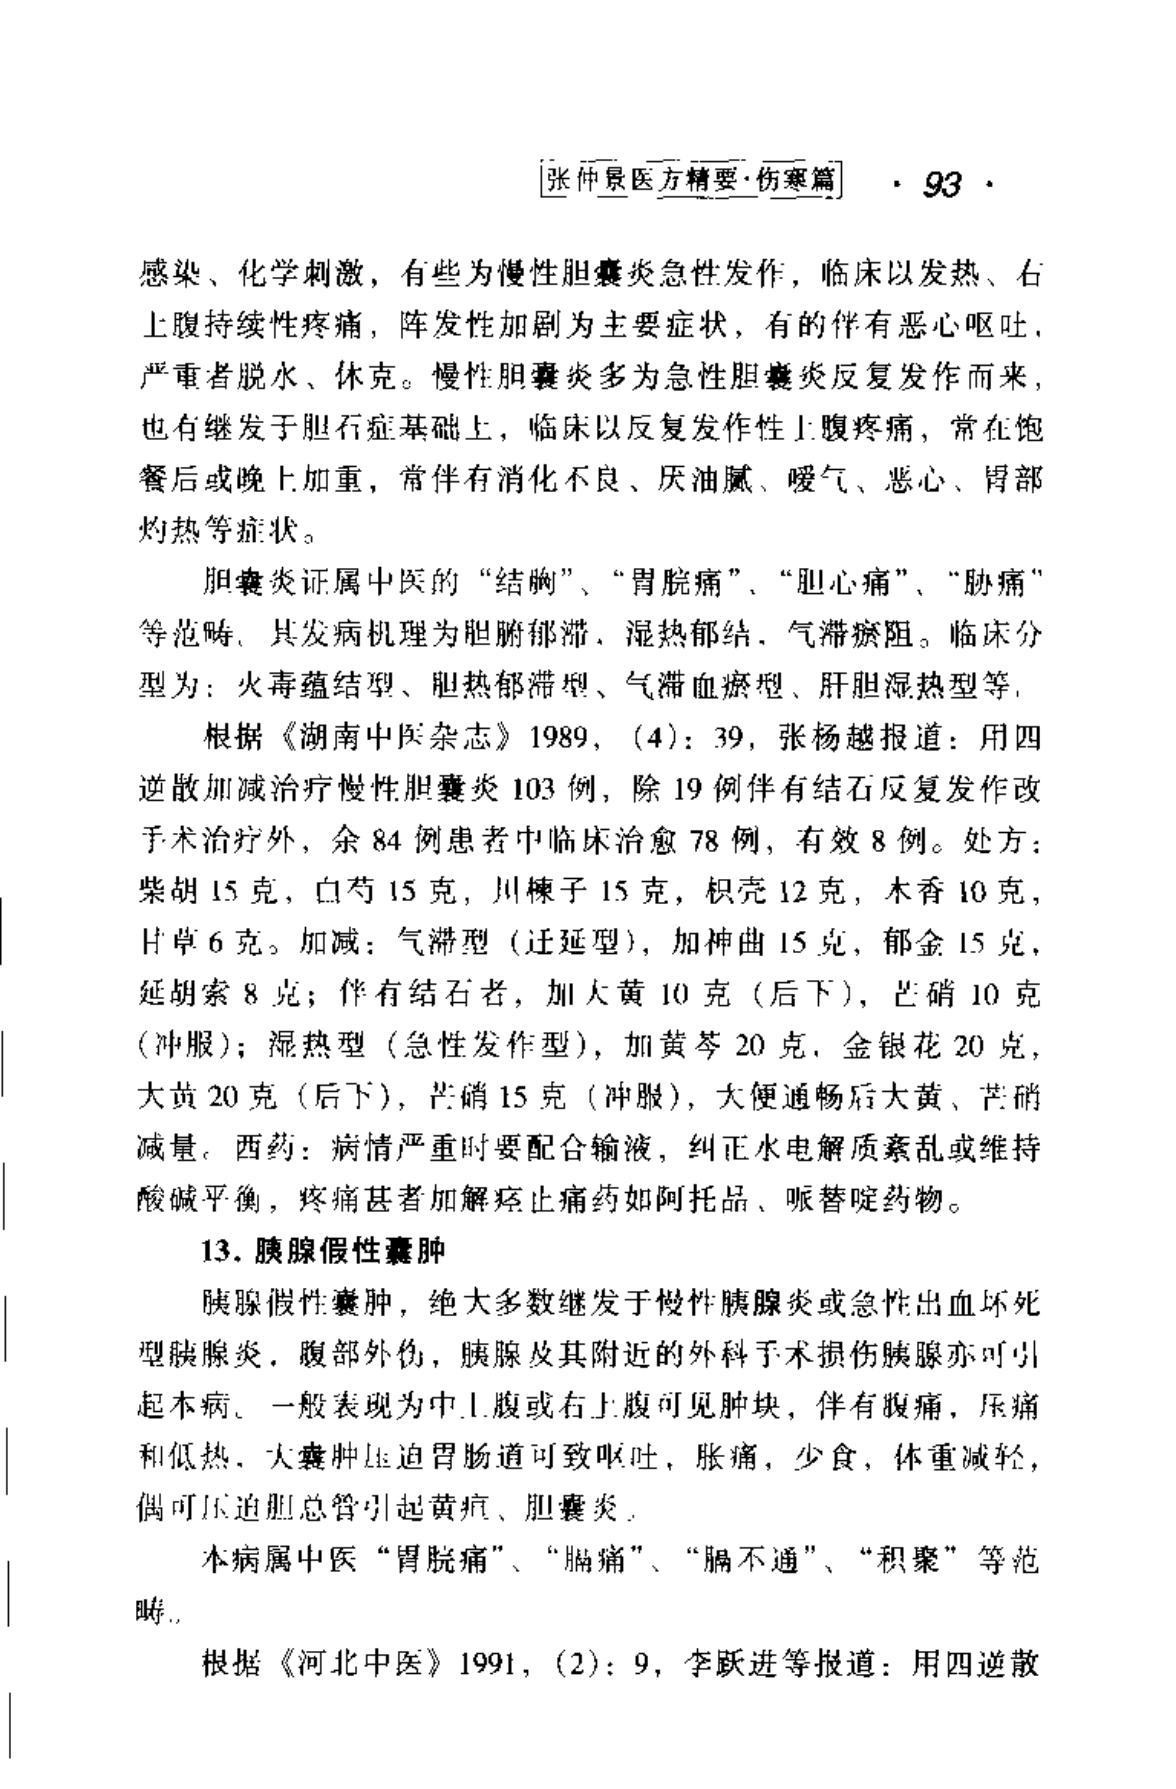 张仲景医方精要·伤寒篇 · 93 ·
感染、化学刺激，有些为慢性胆囊炎急性发作，临床以发热、右
上腹持续性疼痛，阵发性加剧为主要症状，有的伴有恶心呕吐，
严重者脱水、休克。慢性胆囊炎多为急性胆囊炎反复发作而来，
也有继发于胆石症基础上，临床以反复发作性上腹疼痛，常在饱
餐后或晚上加重，常伴有消化不良、厌油腻、嗳气、恶心、胃部
灼热等症状。
胆囊炎证属中医的“结胸”、“胃脘痛”、“胆心痛”、“胁痛”
等范畴。其发病机理为胆腑郁滞，湿热郁结，气滞瘀阻。临床分
型为：火毒蕴结型、胆热郁滞型、气滞血瘀型、肝胆湿热型等。
根据《湖南中医杂志》1989，（4）：39，张杨越报道：用四
逆散加减治疗慢性胆囊炎 103 例，除 19 例伴有结石反复发作改
手术治疗外，余 84 例患者中临床治愈 78 例，有效 8 例。处方：
柴胡 15 克，白芍 15 克，川楝子 15 克，枳壳 12 克，木香 10 克，
甘草 6 克。加减：气滞型（迁延型），加神曲 15 克，郁金 15 克，
延胡索 8 克；伴有结石者，加大黄 10 克（后下），芒硝 10 克
（冲服）；湿热型（急性发作型），加黄芩 20 克，金银花 20 克，
大黄 20 克（后下），芒硝 15 克（冲服），大便通畅后大黄、芒硝
减量。西药：病情严重时要配合输液，纠正水电解质紊乱或维持
酸碱平衡，疼痛甚者加解痉止痛药如阿托品、哌替啶药物。
13. 胰腺假性囊肿
胰腺假性囊肿，绝大多数继发于慢性胰腺炎或急性出血坏死
型胰腺炎，腹部外伤，胰腺及其附近的外科手术损伤胰腺亦可引
起本病。一般表现为中上腹或右上腹可见肿块，伴有腹痛，压痛
和低热，大囊肿压迫胃肠道可致呕吐，胀痛，少食，体重减轻，
偶可压迫胆总管引起黄疸、胆囊炎。
本病属中医“胃脘痛”、“膈痛”、“膈不通”、“积聚”等范
畴。
根据《河北中医》1991，（2）：9，李跃进等报道：用四逆散